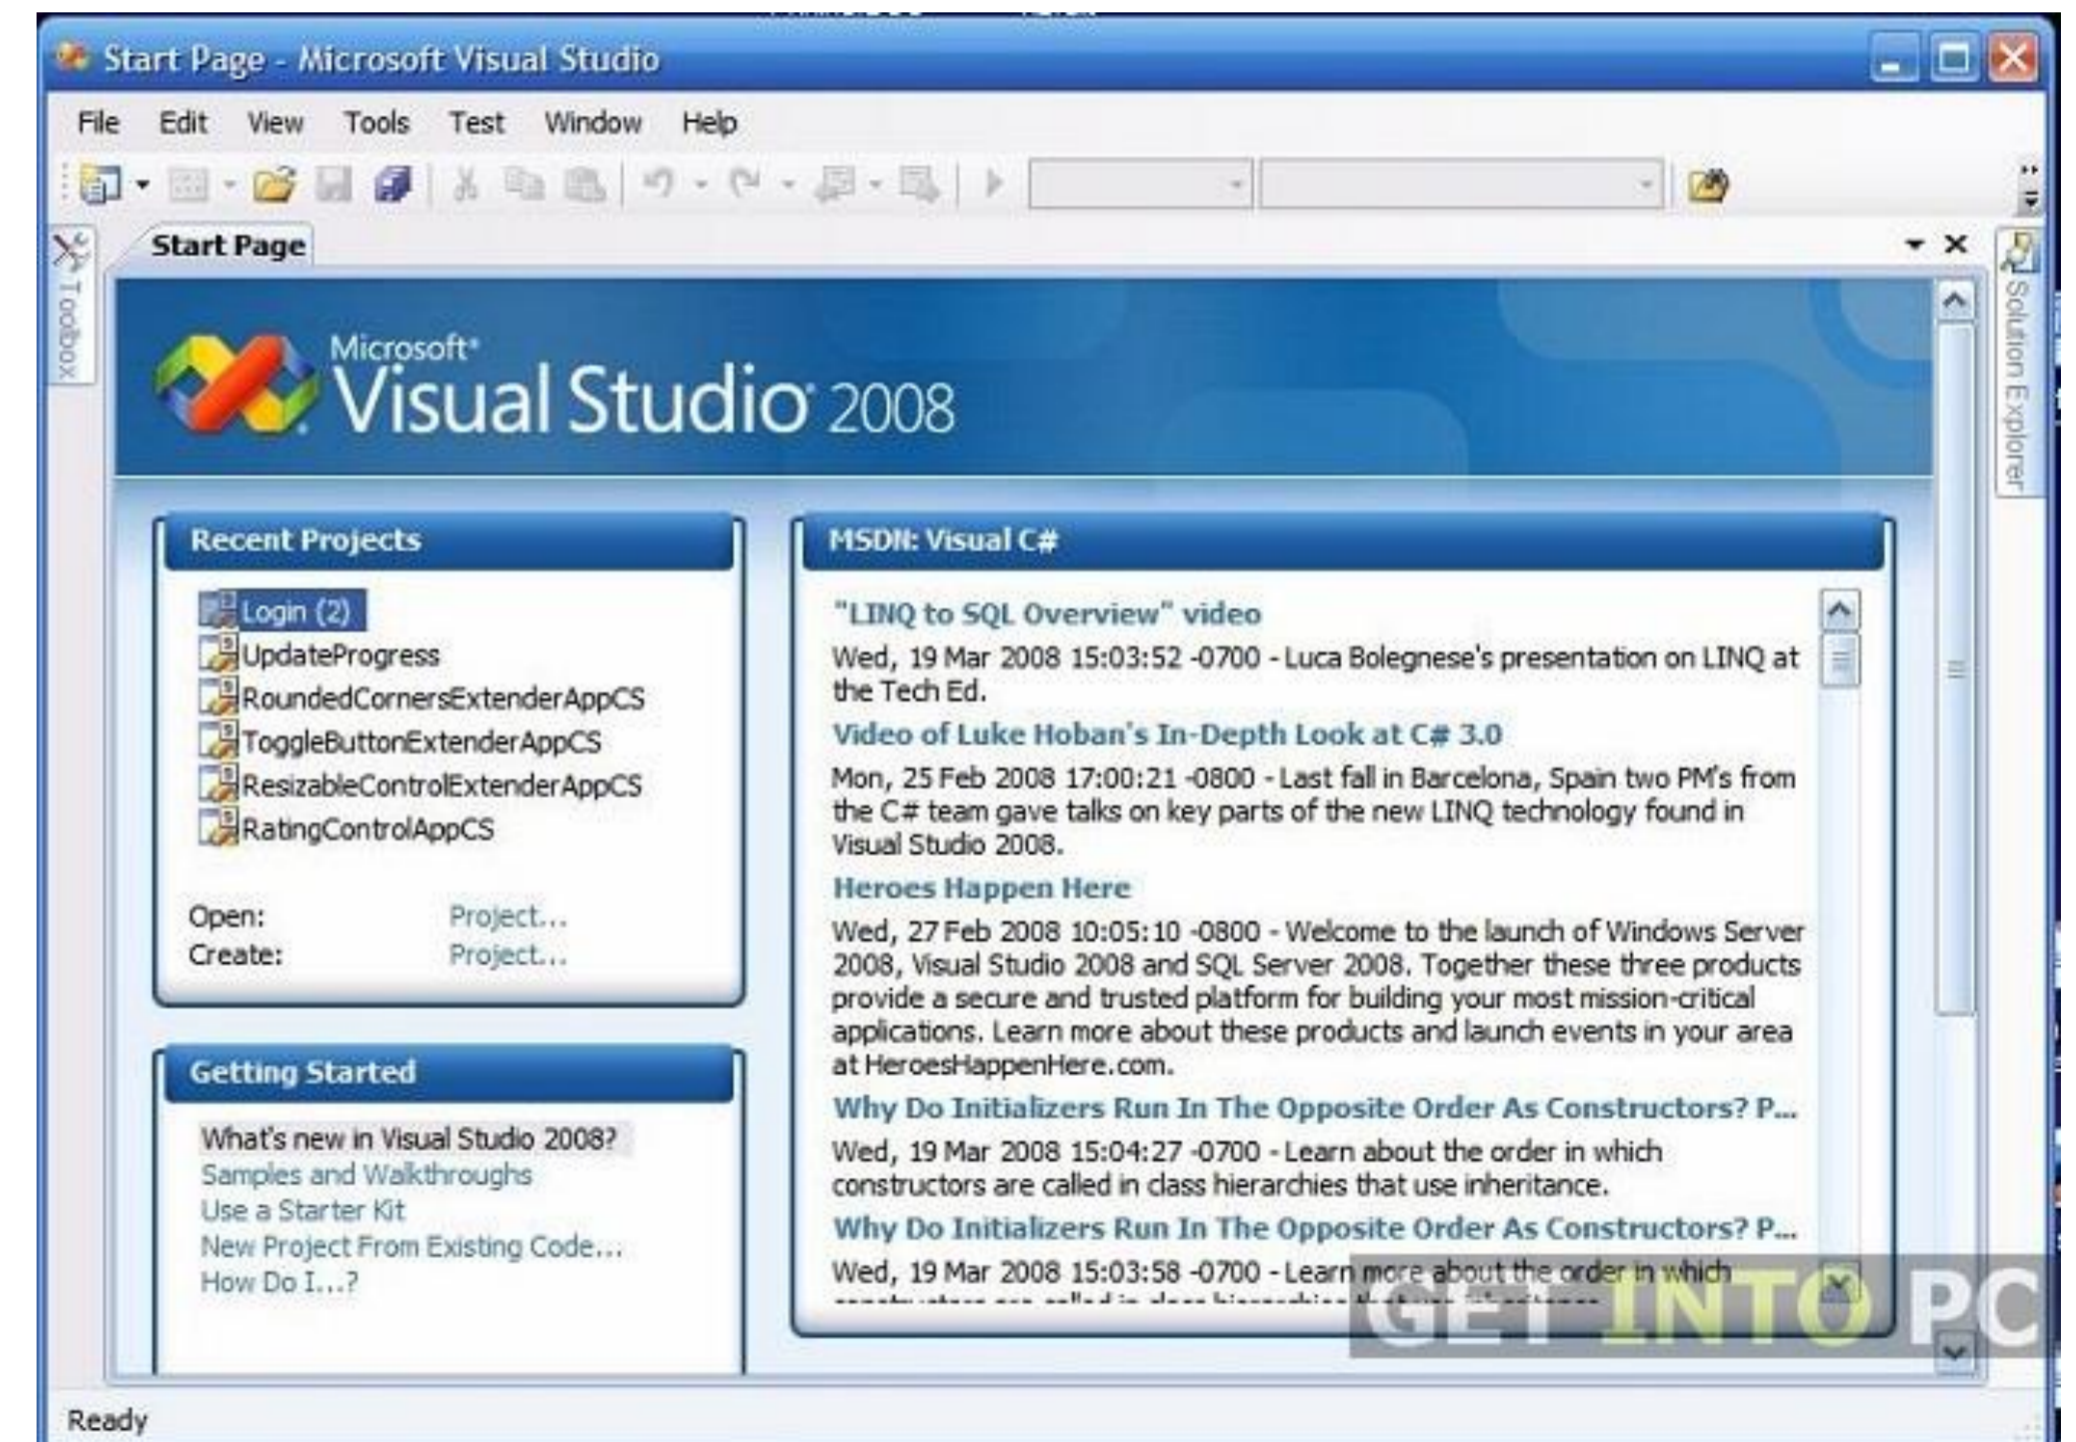 Start Page - Microsoft Visual Studio
File Edit View Tools Test Window Help
Toolbox
Start Page
Solution Explorer
Microsoft®
Visual Studio® 2008
Recent Projects
Login (2)
UpdateProgress
RoundedCornersExtenderAppCS
ToggleButtonExtenderAppCS
ResizableControlExtenderAppCS
RatingControlAppCS
Open: Project...
Create: Project...
Getting Started
What's new in Visual Studio 2008?
Samples and Walkthroughs
Use a Starter Kit
New Project From Existing Code...
How Do I...?
MSDN: Visual C#
"LINQ to SQL Overview" video
Wed, 19 Mar 2008 15:03:52 -0700 - Luca Bolegnese's presentation on LINQ at
the Tech Ed.
Video of Luke Hoban's In-Depth Look at C# 3.0
Mon, 25 Feb 2008 17:00:21 -0800 - Last fall in Barcelona, Spain two PM's from
the C# team gave talks on key parts of the new LINQ technology found in
Visual Studio 2008.
Heroes Happen Here
Wed, 27 Feb 2008 10:05:10 -0800 - Welcome to the launch of Windows Server
2008, Visual Studio 2008 and SQL Server 2008. Together these three products
provide a secure and trusted platform for building your most mission-critical
applications. Learn more about these products and launch events in your area
at HeroesHappenHere.com.
Why Do Initializers Run In The Opposite Order As Constructors? P...
Wed, 19 Mar 2008 15:04:27 -0700 - Learn about the order in which
constructors are called in class hierarchies that use inheritance.
Why Do Initializers Run In The Opposite Order As Constructors? P...
Wed, 19 Mar 2008 15:03:58 -0700 - Learn more about the order in which
GET INTO PC
Ready